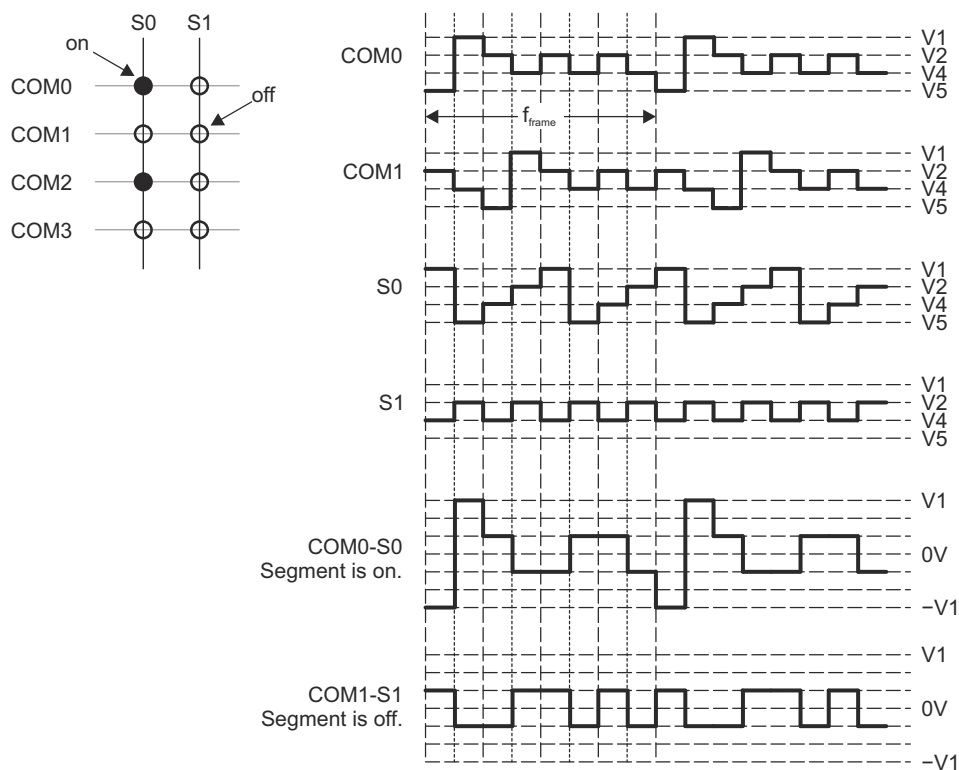 S0 S1
on
COM0
off
COM1
COM2
COM3
COM0
V1
V2
V4
V5
fframe
COM1
V1
V2
V4
V5
S0
V1
V2
V4
V5
S1
V1
V2
V4
V5
COM0-S0
Segment is on.
V1
0V
−V1
COM1-S1
Segment is off.
V1
0V
−V1